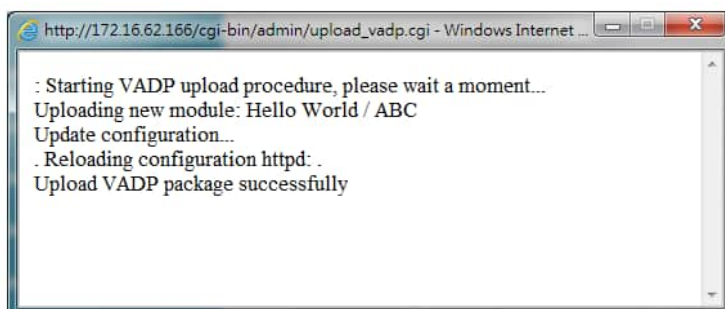 http://172.16.62.166/cgi-bin/admin/upload_vadp.cgi - Windows Internet ...
: Starting VADP upload procedure, please wait a moment...
Uploading new module: Hello World / ABC
Update configuration...
. Reloading configuration httpd: .
Upload VADP package successfully